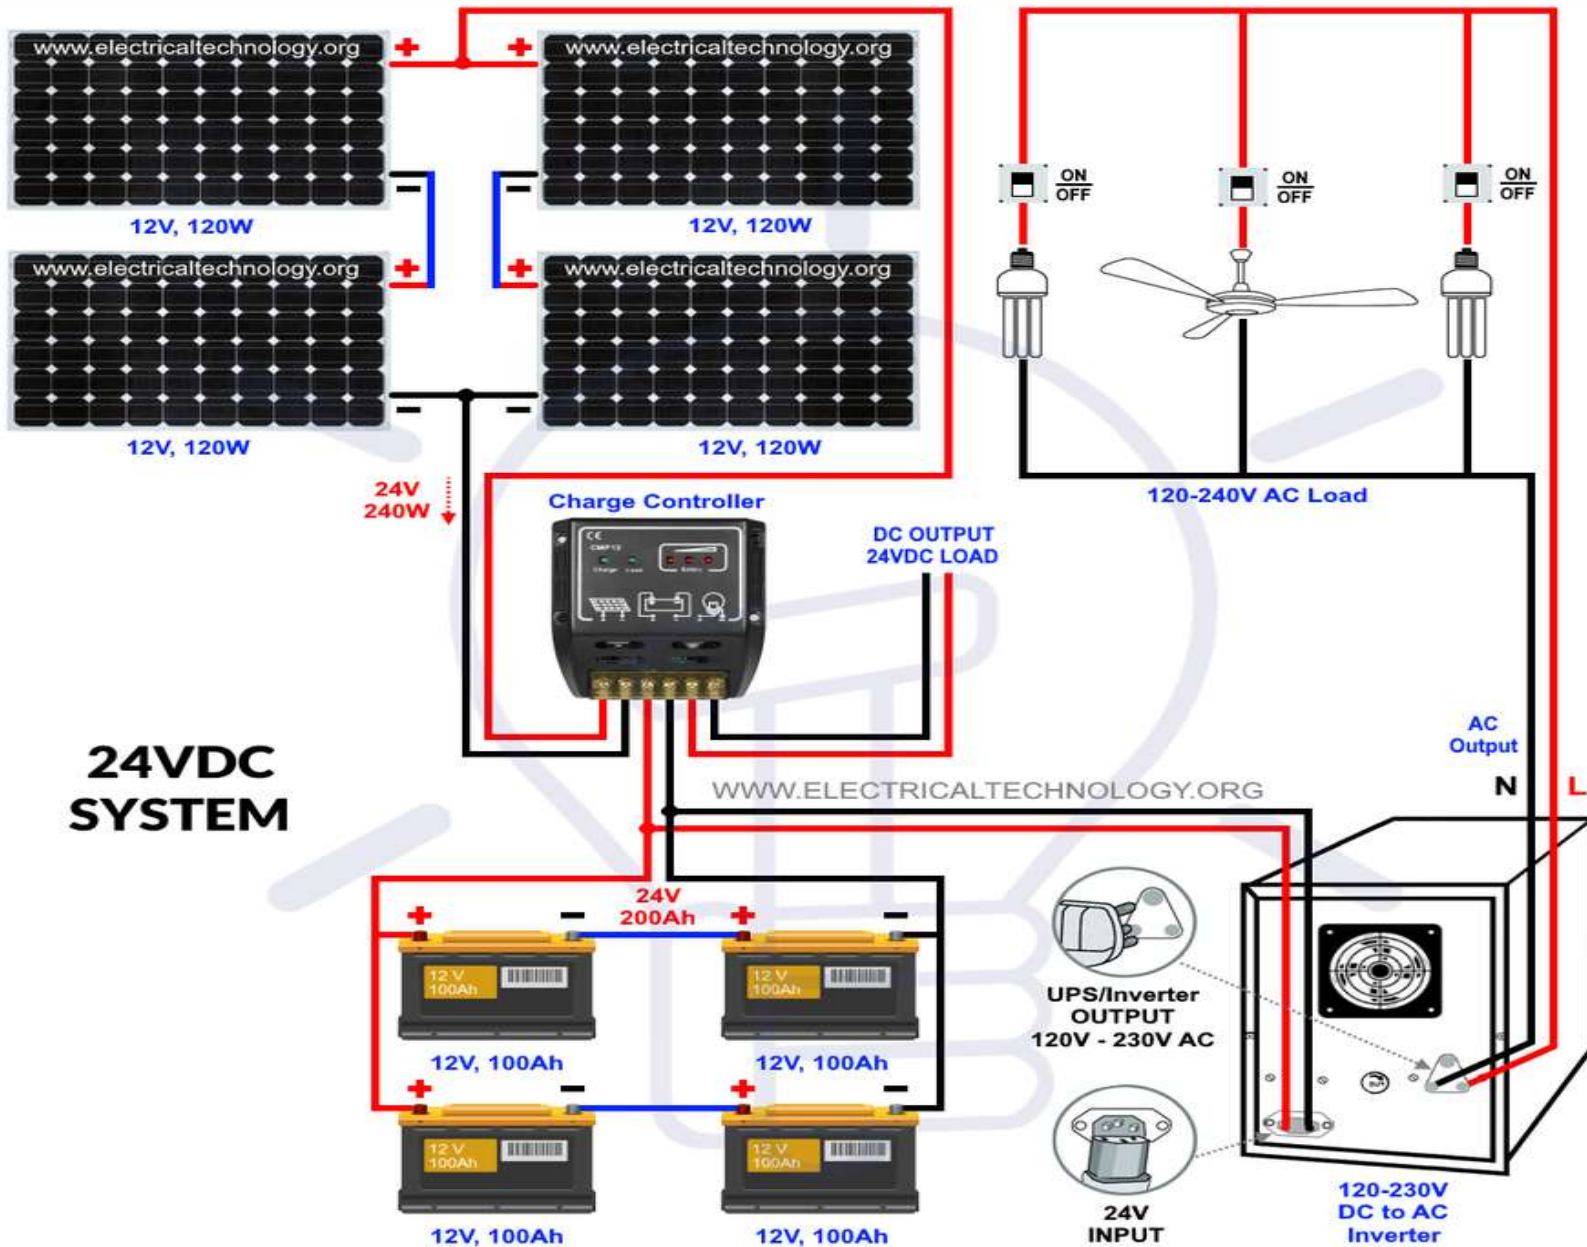 www.electricaltechnology.org
+
+
www.electricaltechnology.org
12V, 120W
12V, 120W
www.electricaltechnology.org
+
+
www.electricaltechnology.org
12V, 120W
12V, 120W
24V
240W
ON
OFF
ON
OFF
ON
OFF
120-240V AC Load
Charge Controller
CE
Charge
DC OUTPUT
24VDC LOAD
AC
Output
N
L
24VDC
SYSTEM
WWW.ELECTRICALTECHNOLOGY.ORG
24V
200Ah
+
−
+
−
12 V
100Ah
12 V
100Ah
12V, 100Ah
12V, 100Ah
+
−
+
−
12 V
100Ah
12 V
100Ah
12V, 100Ah
12V, 100Ah
UPS/Inverter
OUTPUT
120V - 230V AC
24V
INPUT
120-230V
DC to AC
Inverter